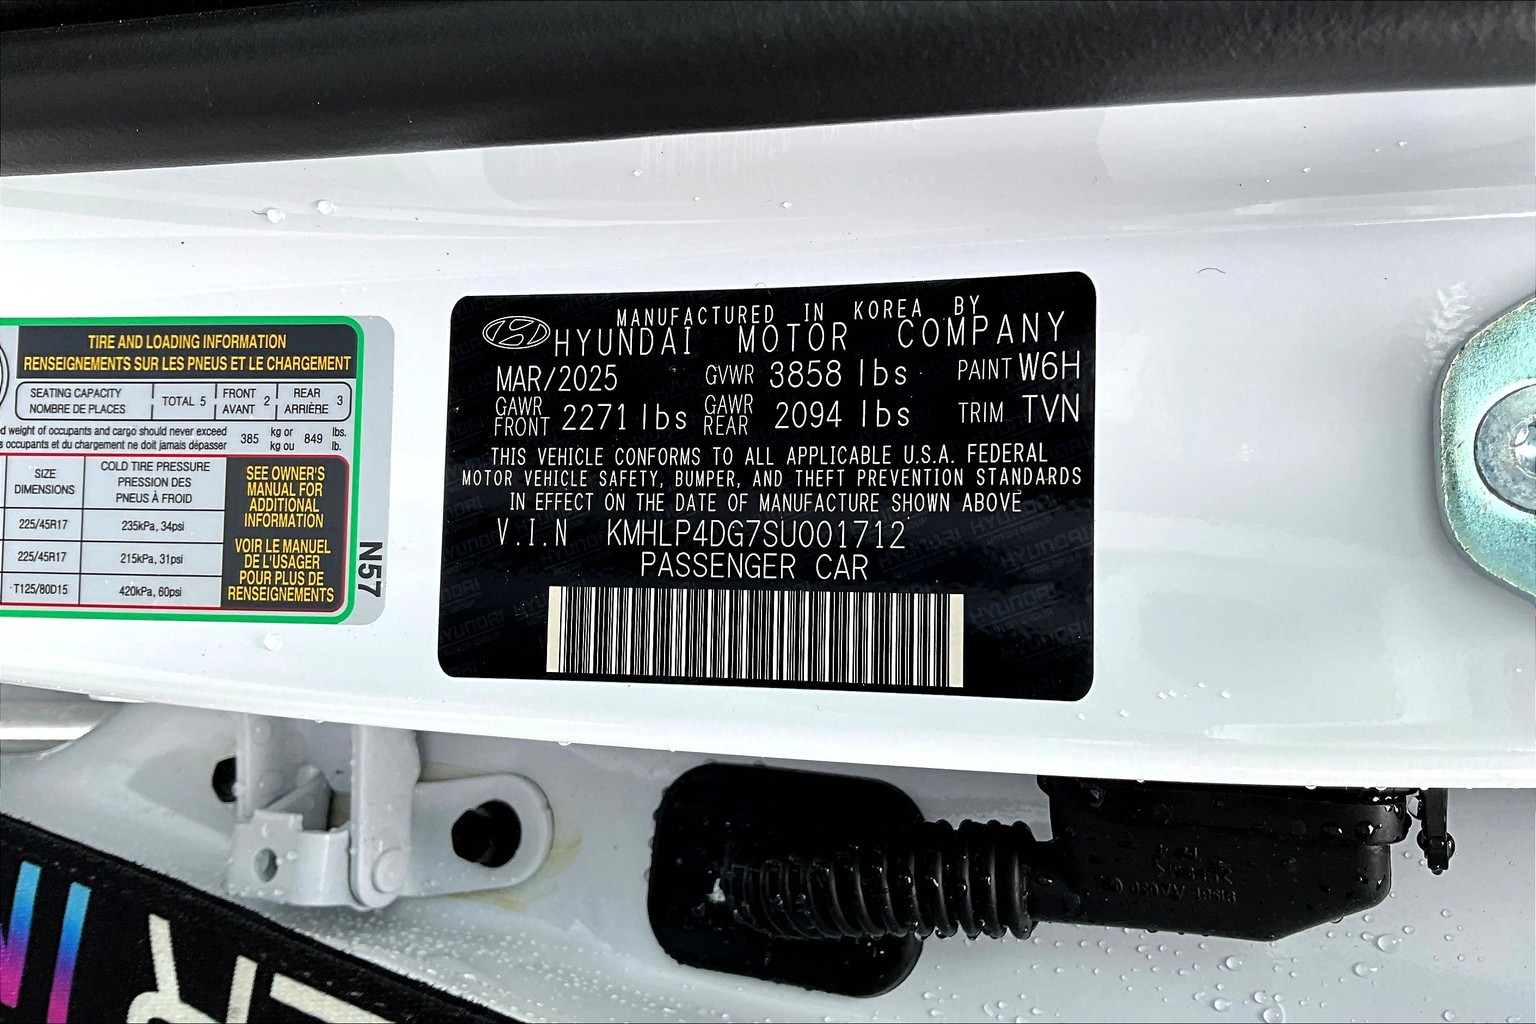 TIRE AND LOADING INFORMATION
RENSEIGNEMENTS SUR LES PNEUS ET LE CHARGEMENT
SEATING CAPACITY
NOMBRE DE PLACES
TOTAL 5
FRONT
AVANT 2
REAR
ARRIÈRE 3
weight of occupants and cargo should never exceed
occupants et du chargement ne doit jamais dépasser
385
kg or
kg ou
849
lbs.
lb.
SIZE
DIMENSIONS
COLD TIRE PRESSURE
PRESSION DES
PNEUS À FROID
225/45R17 235kPa, 34psi
225/45R17 215kPa, 31psi
T125/80D15 420kPa, 60psi
SEE OWNER'S
MANUAL FOR
ADDITIONAL
INFORMATION
VOIR LE MANUEL
DE L'USAGER
POUR PLUS DE
RENSEIGNEMENTS
N57
MANUFACTURED IN KOREA BY
HYUNDAI MOTOR COMPANY
MAR/2025 GVWR 3858 lbs PAINT W6H
GAWR FRONT 2271 lbs GAWR REAR 2094 lbs TRIM TVN
THIS VEHICLE CONFORMS TO ALL APPLICABLE U.S.A. FEDERAL
MOTOR VEHICLE SAFETY, BUMPER, AND THEFT PREVENTION STANDARDS
IN EFFECT ON THE DATE OF MANUFACTURE SHOWN ABOVE
V.I.N KMHLP4DG7SU001712
PASSENGER CAR